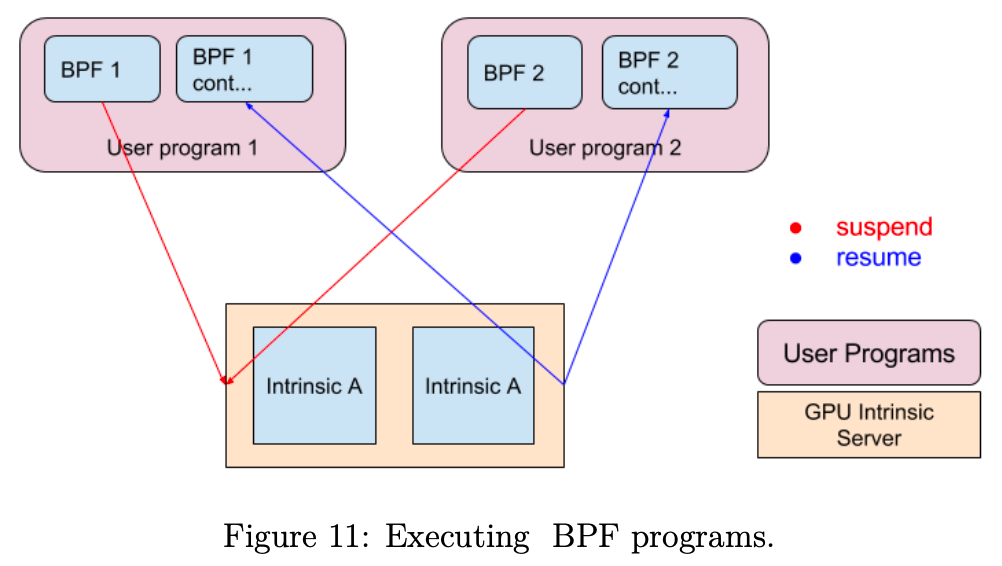 BPF 1
BPF 1
cont...
User program 1
BPF 2
BPF 2
cont...
User program 2
suspend
resume
Intrinsic A
Intrinsic A
User Programs
GPU Intrinsic
Server
Figure 11: Executing BPF programs.